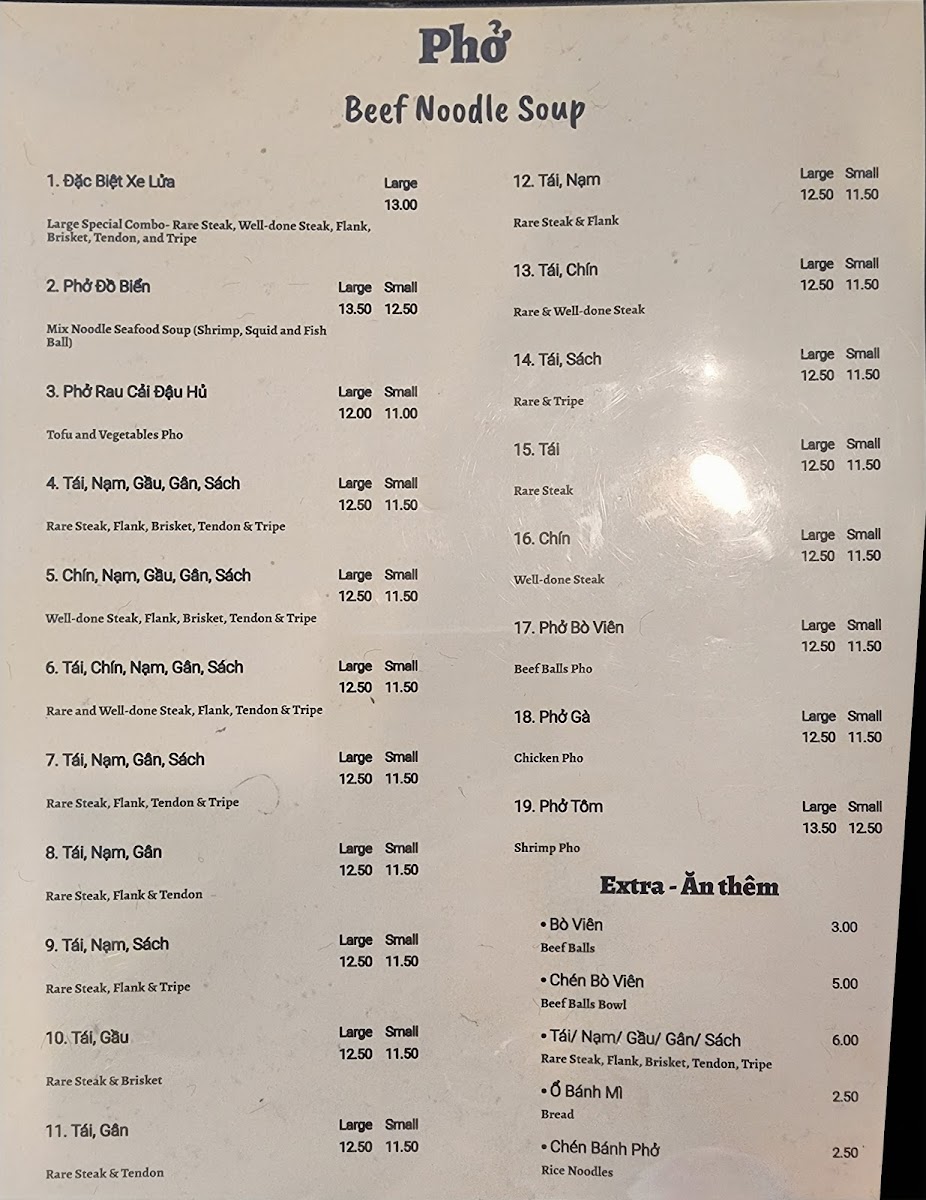 Phở
Beef Noodle Soup
1. Đặc Biệt Xe Lửa
Large
13.00
Large Special Combo- Rare Steak, Well-done Steak, Flank,
Brisket, Tendon, and Tripe
2. Phở Đồ Biển
Large Small
13.50 12.50
Mix Noodle Seafood Soup (Shrimp, Squid and Fish
Ball)
3. Phở Rau Cải Đậu Hủ
Large Small
12.00 11.00
Tofu and Vegetables Pho
4. Tái, Nạm, Gầu, Gân, Sách
Large Small
12.50 11.50
Rare Steak, Flank, Brisket, Tendon & Tripe
5. Chín, Nạm, Gầu, Gân, Sách
Large Small
12.50 11.50
Well-done Steak, Flank, Brisket, Tendon & Tripe
6. Tái, Chín, Nạm, Gân, Sách
Large Small
12.50 11.50
Rare and Well-done Steak, Flank, Tendon & Tripe
7. Tái, Nạm, Gân, Sách
Large Small
12.50 11.50
Rare Steak, Flank, Tendon & Tripe
8. Tái, Nạm, Gân
Large Small
12.50 11.50
Rare Steak, Flank & Tendon
9. Tái, Nạm, Sách
Large Small
12.50 11.50
Rare Steak, Flank & Tripe
10. Tái, Gầu
Large Small
12.50 11.50
Rare Steak & Brisket
11. Tái, Gân
Large Small
12.50 11.50
Rare Steak & Tendon
12. Tái, Nạm
Large Small
12.50 11.50
Rare Steak & Flank
13. Tái, Chín
Large Small
12.50 11.50
Rare & Well-done Steak
14. Tái, Sách
Large Small
12.50 11.50
Rare & Tripe
15. Tái
Large Small
12.50 11.50
Rare Steak
16. Chín
Large Small
12.50 11.50
Well-done Steak
17. Phở Bò Viên
Large Small
12.50 11.50
Beef Balls Pho
18. Phở Gà
Large Small
12.50 11.50
Chicken Pho
19. Phở Tôm
Large Small
13.50 12.50
Shrimp Pho
Extra - Ăn thêm
• Bò Viên 3.00
Beef Balls
• Chén Bò Viên 5.00
Beef Balls Bowl
• Tái/ Nạm/ Gầu/ Gân/ Sách 6.00
Rare Steak, Flank, Brisket, Tendon, Tripe
• Ổ Bánh Mì 2.50
Bread
• Chén Bánh Phở 2.50
Rice Noodles